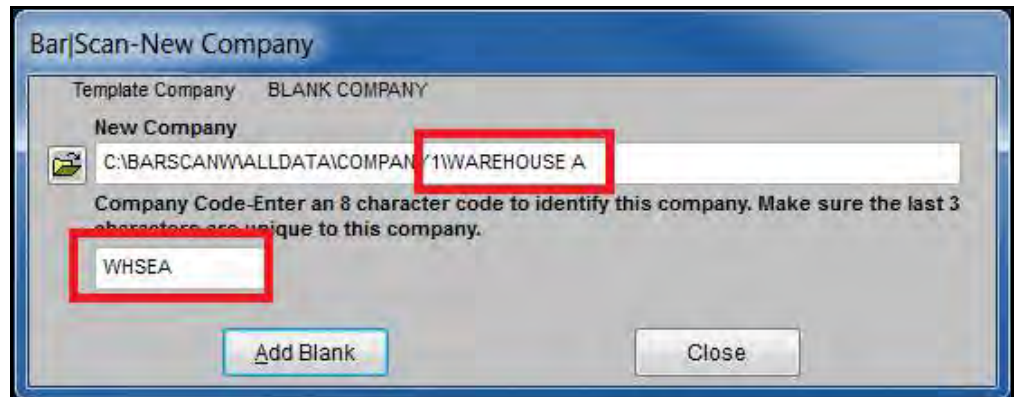 Bar|Scan-New Company
Template Company BLANK COMPANY
New Company
C:\BARSCANW\ALLDATA\COMPANY1\WAREHOUSE A
Company Code-Enter an 8 character code to identify this company. Make sure the last 3
characters are unique to this company.
WHSEA
Add Blank Close